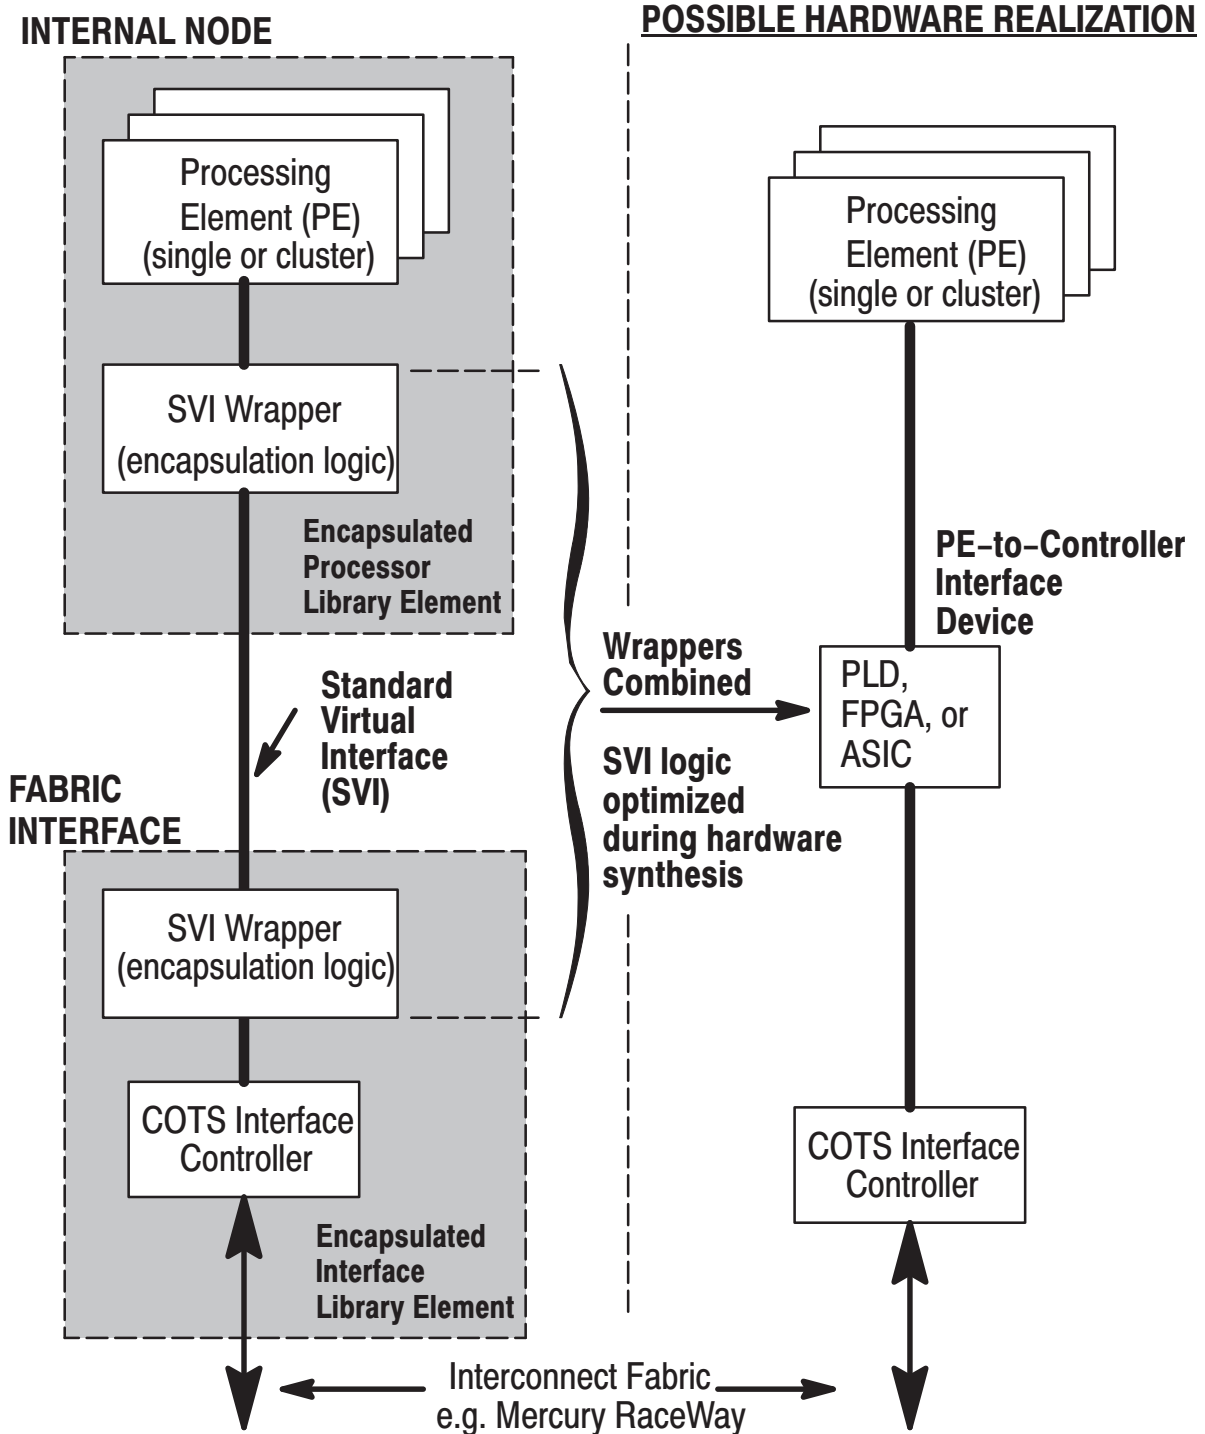 INTERNAL NODE
Processing
Element (PE)
(single or cluster)
SVI Wrapper
(encapsulation logic)
Encapsulated
Processor
Library Element
Standard
Virtual
Interface
(SVI)
FABRIC
INTERFACE
SVI Wrapper
(encapsulation logic)
COTS Interface
Controller
Encapsulated
Interface
Library Element
Wrappers
Combined
SVI logic
optimized
during hardware
synthesis
POSSIBLE HARDWARE REALIZATION
Processing
Element (PE)
(single or cluster)
PE–to–Controller
Interface
Device
PLD,
FPGA, or
ASIC
COTS Interface
Controller
Interconnect Fabric
e.g. Mercury RaceWay